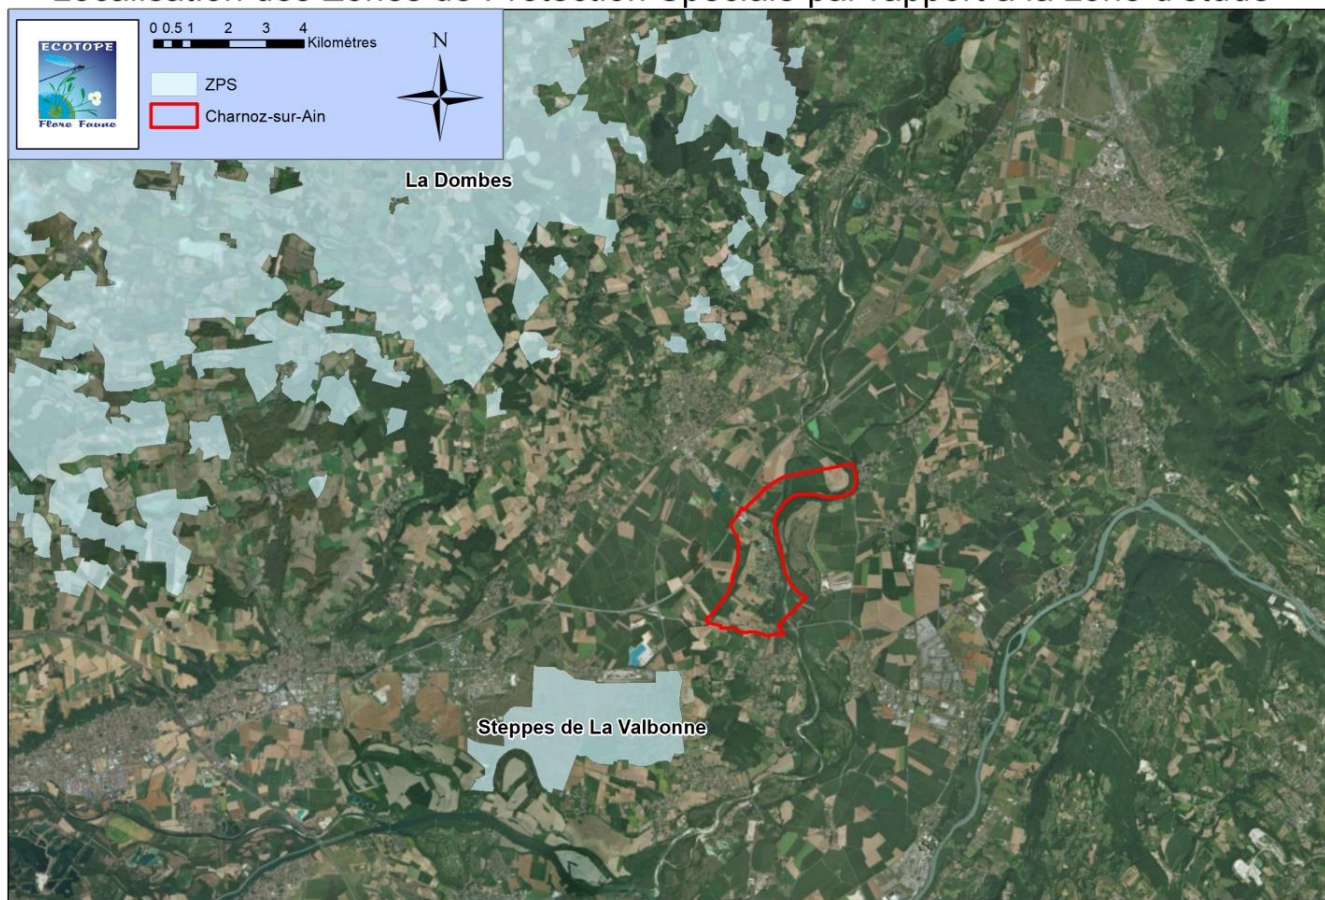 Localisation des Zones de Protection Spéciale par rapport à la zone d'étude
ECOTOPE
Flore Faune
0 0.5 1 2 3 4
Kilomètres
ZPS
Charnoz-sur-Ain
N
La Dombes
Steppes de La Valbonne